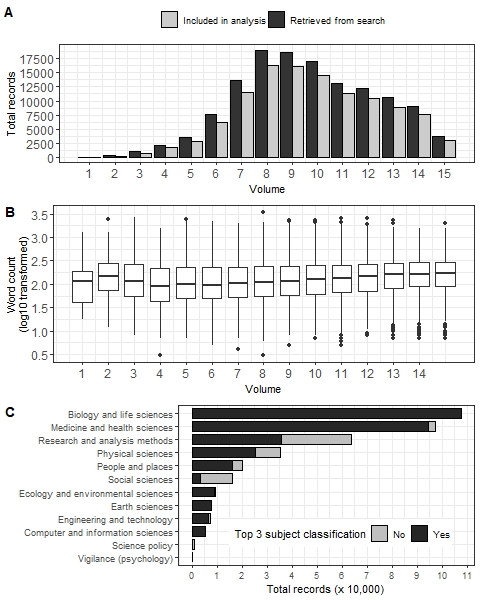 A
Included in analysis Retrieved from search
17500
15000
12500
10000
7500
5000
2500
0
Total records
1 2 3 4 5 6 7 8 9 10 11 12 13 14 15
Volume
B
3.5
3.0
2.5
2.0
1.5
1.0
0.5
Word count
(log10 transformed)
1 2 3 4 5 6 7 8 9 10 11 12 13 14
Volume
C
Biology and life sciences
Medicine and health sciences
Research and analysis methods
Physical sciences
People and places
Social sciences
Ecology and environmental sciences
Earth sciences
Engineering and technology
Computer and information sciences
Science policy
Vigilance (psychology)
Top 3 subject classification No Yes
0 1 2 3 4 5 6 7 8 9 10 11
Total records (x 10,000)